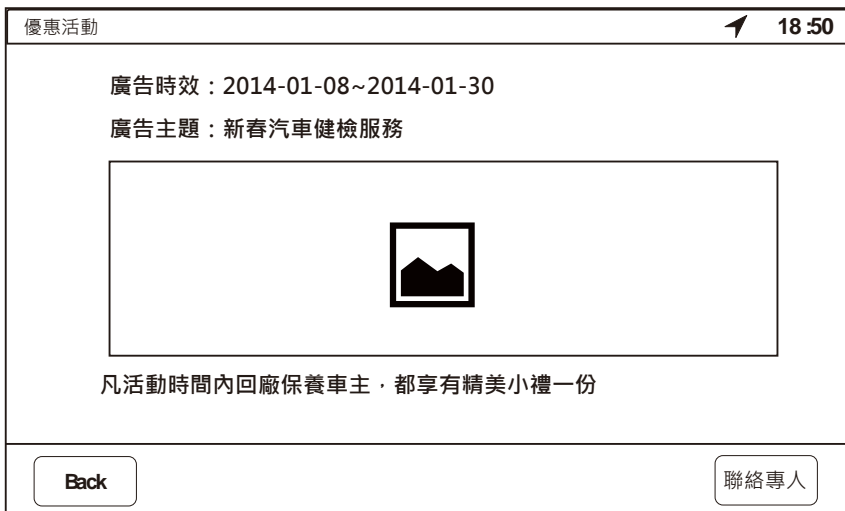 優惠活動 18:50
廣告時效：2014-01-08~2014-01-30
廣告主題：新春汽車健檢服務
凡活動時間內回廠保養車主，都享有精美小禮一份
Back 聯絡專人